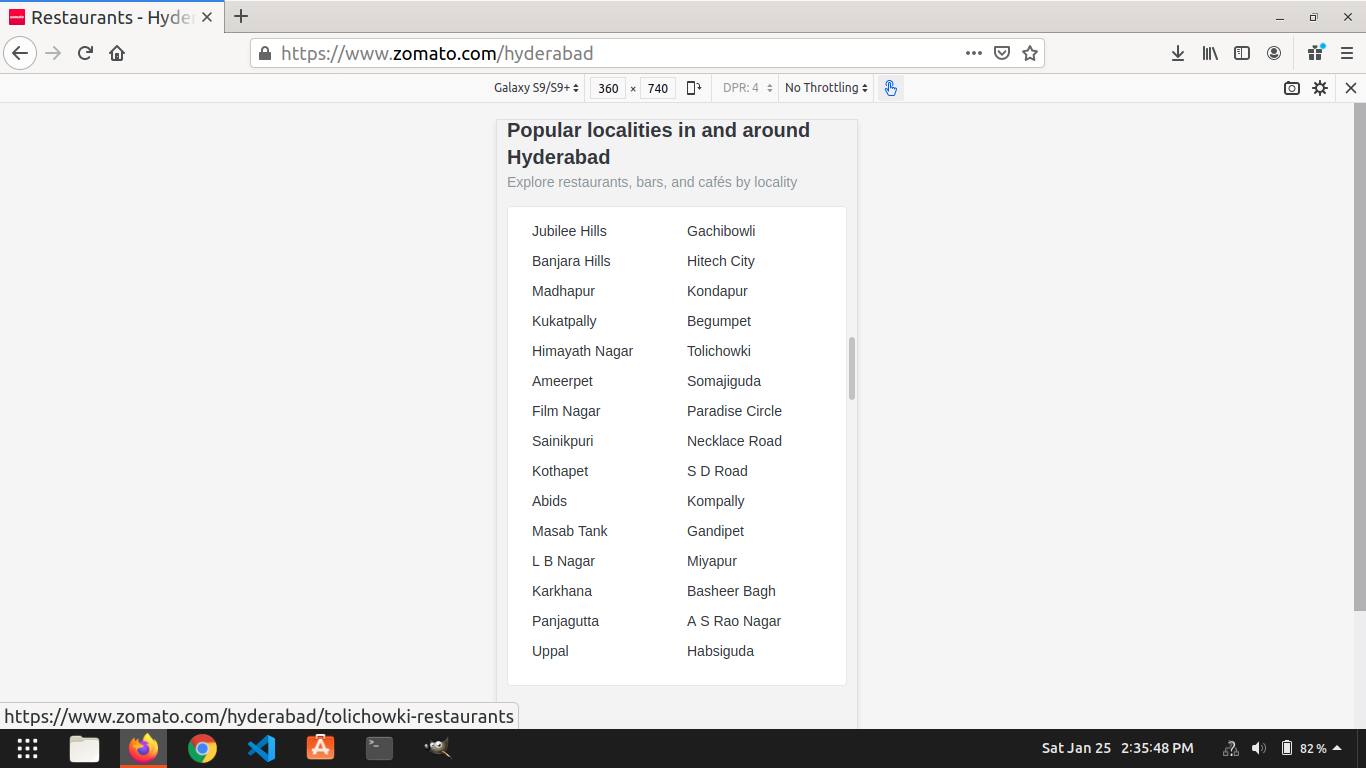 Restaurants - Hyde
https://www.zomato.com/hyderabad
Galaxy S9/S9+ 360 × 740 DPR: 4 No Throttling
Popular localities in and around
Hyderabad
Explore restaurants, bars, and cafés by locality
Jubilee Hills Gachibowli
Banjara Hills Hitech City
Madhapur Kondapur
Kukatpally Begumpet
Himayath Nagar Tolichowki
Ameerpet Somajiguda
Film Nagar Paradise Circle
Sainikpuri Necklace Road
Kothapet S D Road
Abids Kompally
Masab Tank Gandipet
L B Nagar Miyapur
Karkhana Basheer Bagh
Panjagutta A S Rao Nagar
Uppal Habsiguda
https://www.zomato.com/hyderabad/tolichowki-restaurants
Sat Jan 25 2:35:48 PM 82 %